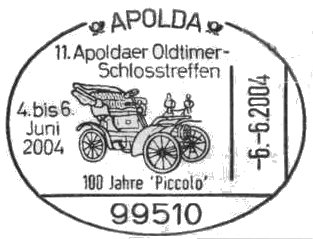 APOLDA
11. Apoldaer Oldtimer-
Schlosstreffen
4. bis 6.
Juni
2004
-6.-6.2004
100 Jahre 'Piccolo'
99510